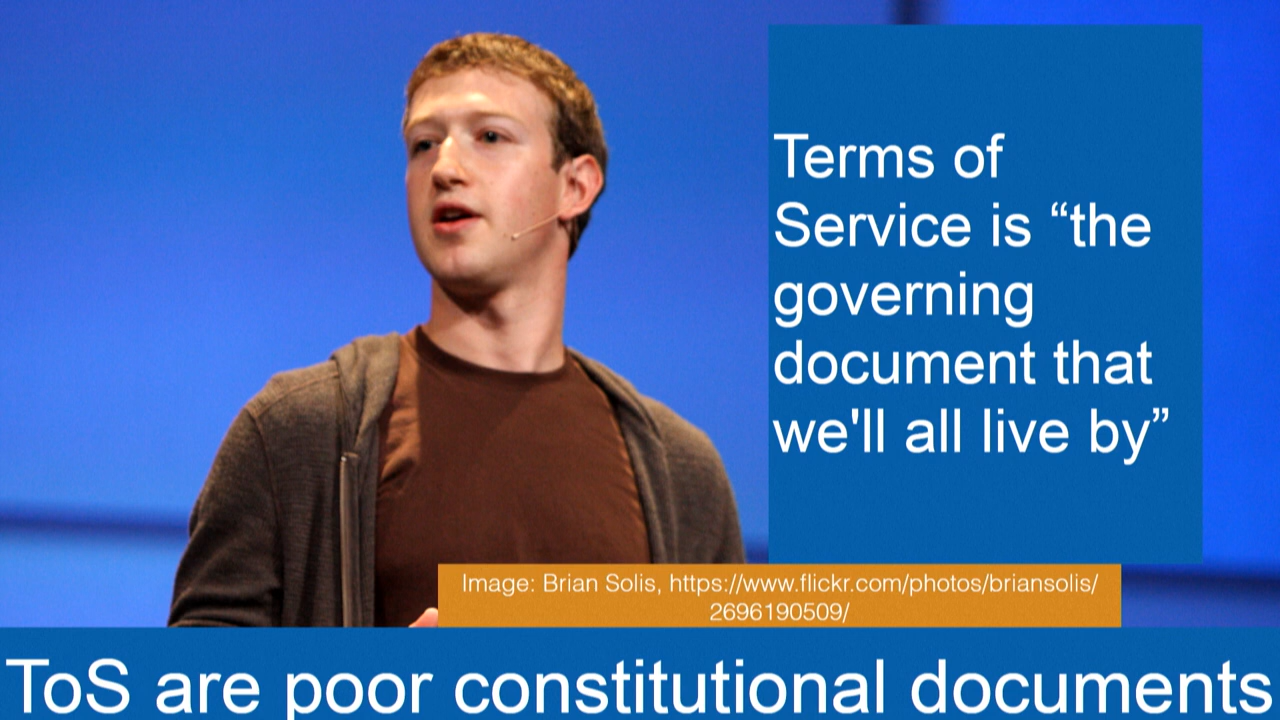 Terms of
Service is “the
governing
document that
we'll all live by”
Image: Brian Solis, https://www.flickr.com/photos/briansolis/
2696190509/
ToS are poor constitutional documents